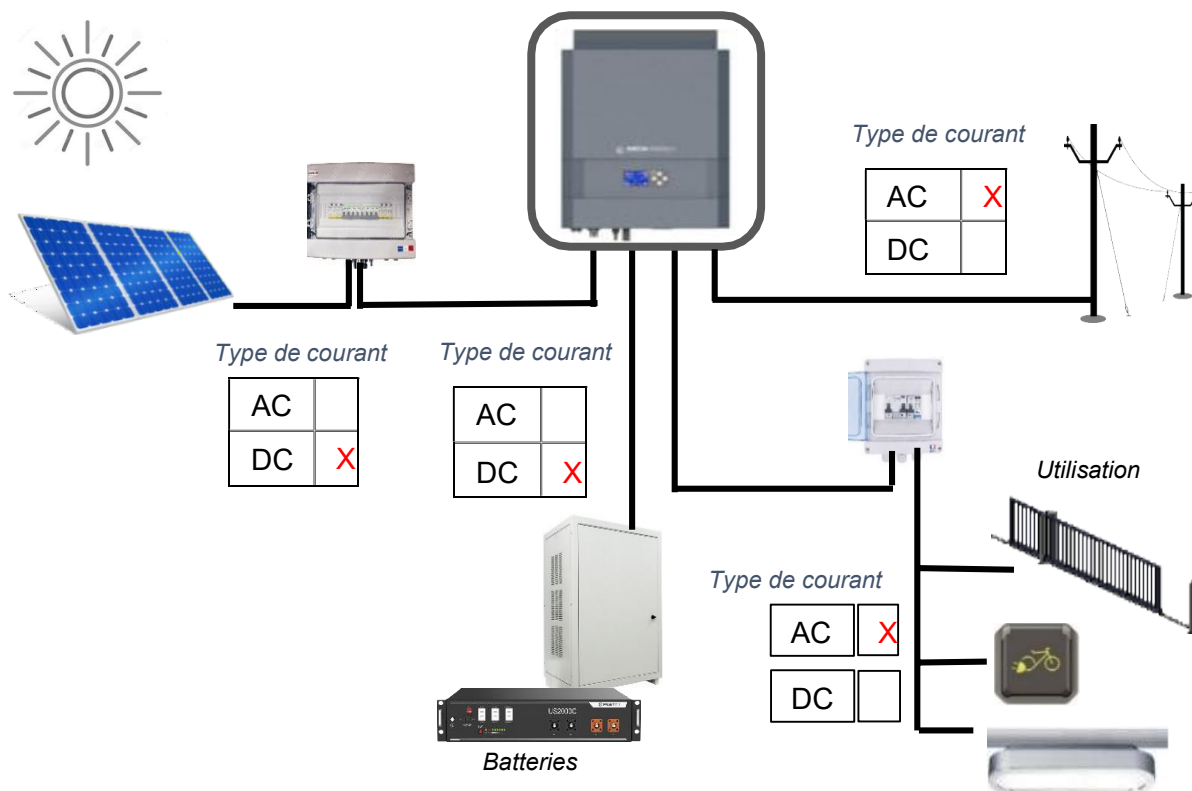 Type de courant
AC X
DC
Type de courant
AC
DC X
Type de courant
AC
DC X
Utilisation
Type de courant
AC X
DC
US2000C
Batteries